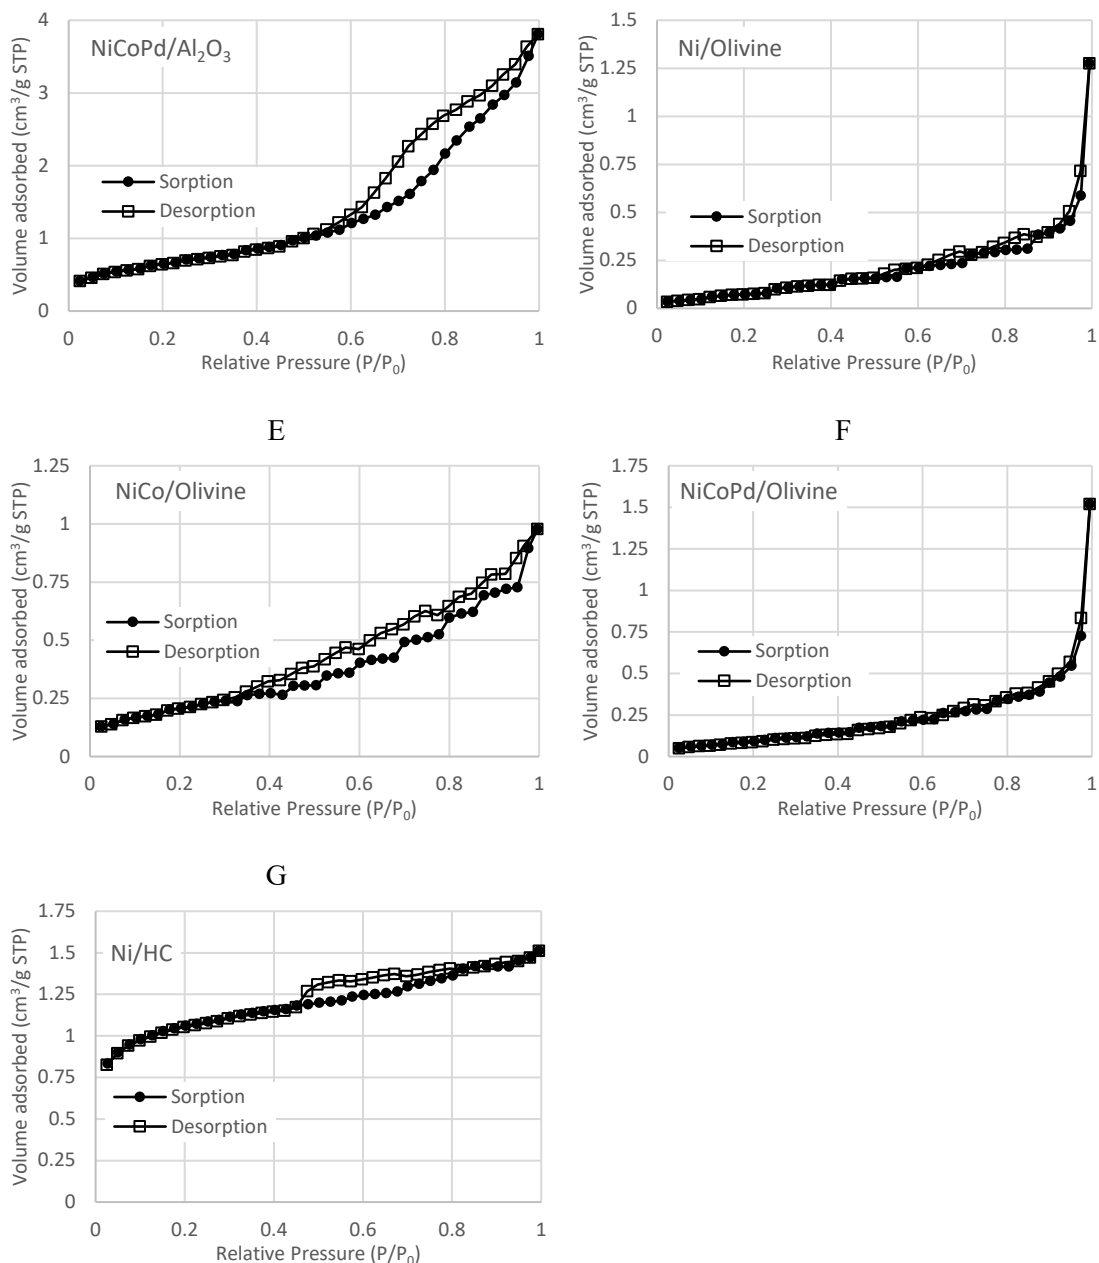 NiCoPd/Al₂O₃
Volume adsorbed (cm³/g STP)
4
3
2
1
0
Sorption
Desorption
0 0.2 0.4 0.6 0.8 1
Relative Pressure (P/P₀)
Ni/Olivine
Volume adsorbed (cm³/g STP)
1.5
1.25
1
0.75
0.5
0.25
0
Sorption
Desorption
0 0.2 0.4 0.6 0.8 1
Relative Pressure (P/P₀)
E
NiCo/Olivine
Volume adsorbed (cm³/g STP)
1.25
1
0.75
0.5
0.25
0
Sorption
Desorption
0 0.2 0.4 0.6 0.8 1
Relative Pressure (P/P₀)
F
NiCoPd/Olivine
Volume adsorbed (cm³/g STP)
1.75
1.5
1.25
1
0.75
0.5
0.25
0
Sorption
Desorption
0 0.2 0.4 0.6 0.8 1
Relative Pressure (P/P₀)
G
Ni/HC
Volume adsorbed (cm³/g STP)
1.75
1.5
1.25
1
0.75
0.5
0.25
0
Sorption
Desorption
0 0.2 0.4 0.6 0.8 1
Relative Pressure (P/P₀)